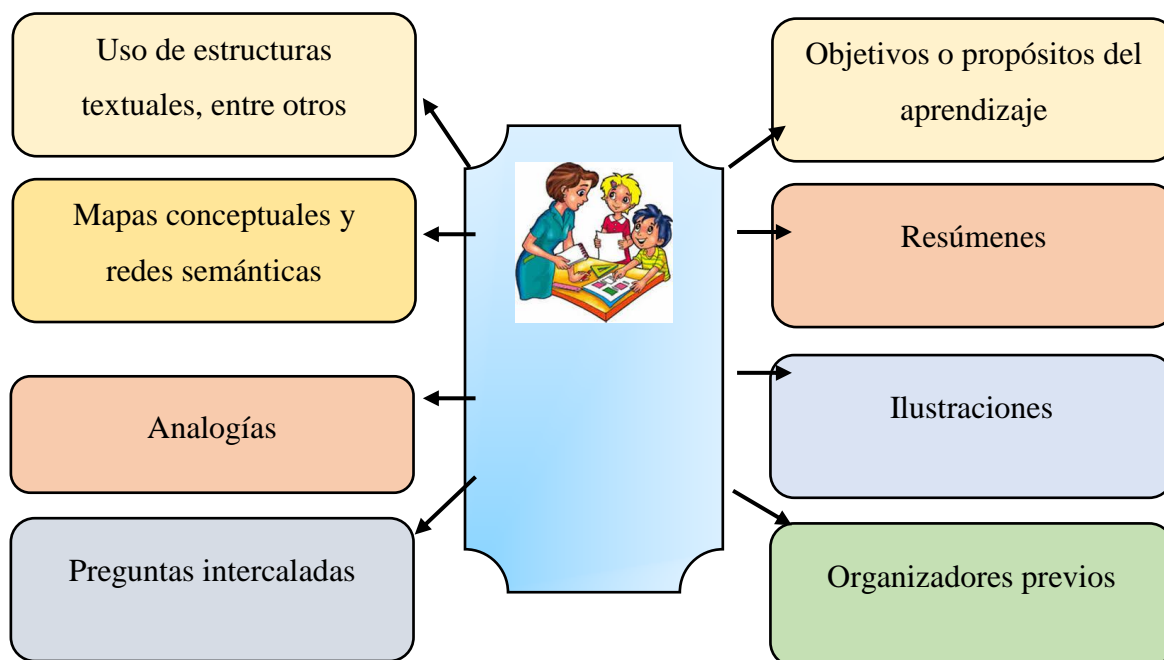 Uso de estructuras
textuales, entre otros
Objetivos o propósitos del
aprendizaje
Mapas conceptuales y
redes semánticas
Resúmenes
Analogías
Ilustraciones
Preguntas intercaladas
Organizadores previos